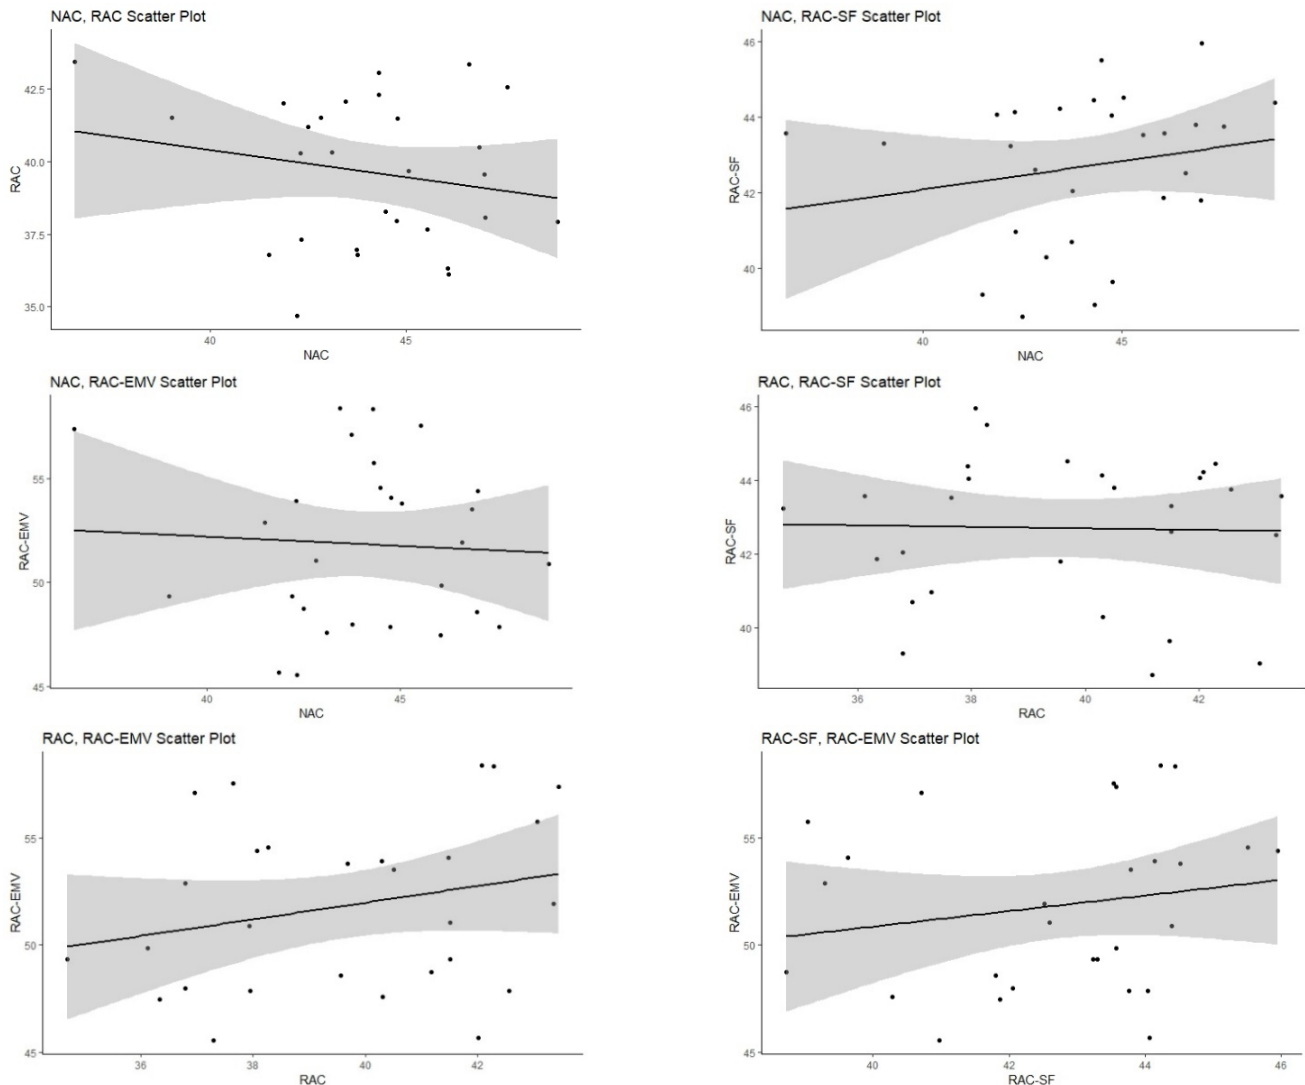 NAC, RAC Scatter Plot
42.5
40.0
37.5
35.0
RAC
40
45
NAC
NAC, RAC-SF Scatter Plot
46
44
42
40
RAC-SF
40
45
NAC
NAC, RAC-EMV Scatter Plot
55
50
45
RAC-EMV
40
45
NAC
RAC, RAC-SF Scatter Plot
46
44
42
40
RAC-SF
36
38
40
42
RAC
RAC, RAC-EMV Scatter Plot
55
50
45
RAC-EMV
36
38
40
42
RAC
RAC-SF, RAC-EMV Scatter Plot
55
50
45
RAC-EMV
40
42
44
46
RAC-SF